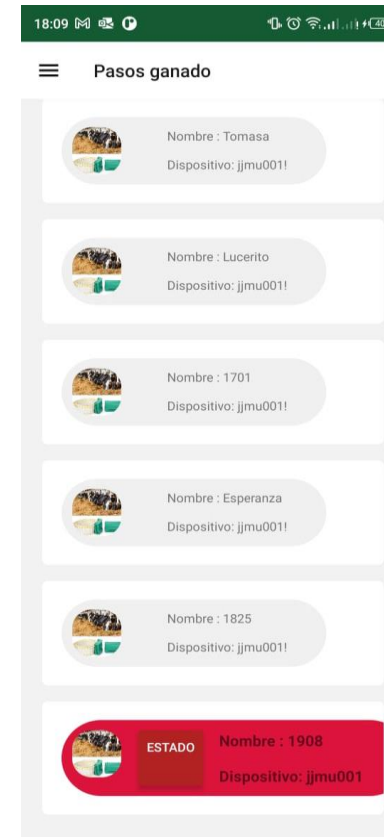 18:09
Pasos ganado
Nombre : Tomasa
Dispositivo: jjmu001!
Nombre : Lucerito
Dispositivo: jjmu001!
Nombre : 1701
Dispositivo: jjmu001!
Nombre : Esperanza
Dispositivo: jjmu001!
Nombre : 1825
Dispositivo: jjmu001!
ESTADO
Nombre : 1908
Dispositivo: jjmu001